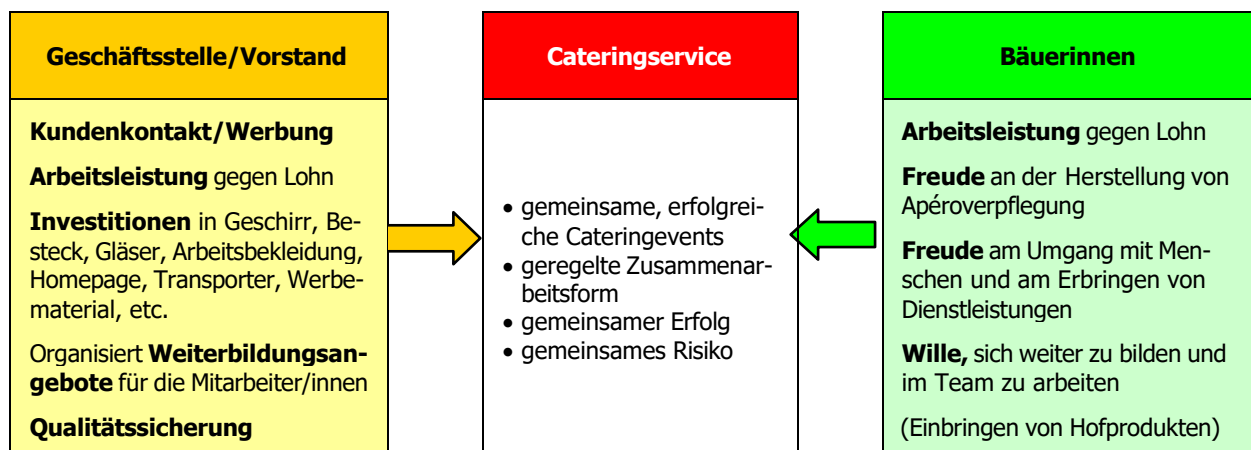 Geschäftsstelle/Vorstand
Kundenkontakt/Werbung
Arbeitsleistung gegen Lohn
Investitionen in Geschirr, Be-
steck, Gläser, Arbeitsbekleidung,
Homepage, Transporter, Werbe-
material, etc.
Organisiert Weiterbildungsan-
gebote für die Mitarbeiter/innen
Qualitätssicherung
Cateringservice
• gemeinsame, erfolgrei-
che Cateringevents
• geregelte Zusammenar-
beitsform
• gemeinsamer Erfolg
• gemeinsames Risiko
Bäuerinnen
Arbeitsleistung gegen Lohn
Freude an der Herstellung von
Apéroverpflegung
Freude am Umgang mit Men-
schen und am Erbringen von
Dienstleistungen
Wille, sich weiter zu bilden und
im Team zu arbeiten
(Einbringen von Hofprodukten)